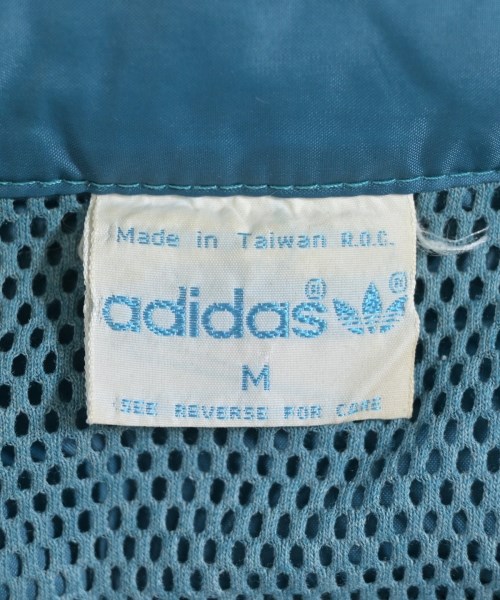 Made in Taiwan R.O.C.
adidas® ®
M
SEE REVERSE FOR CARE